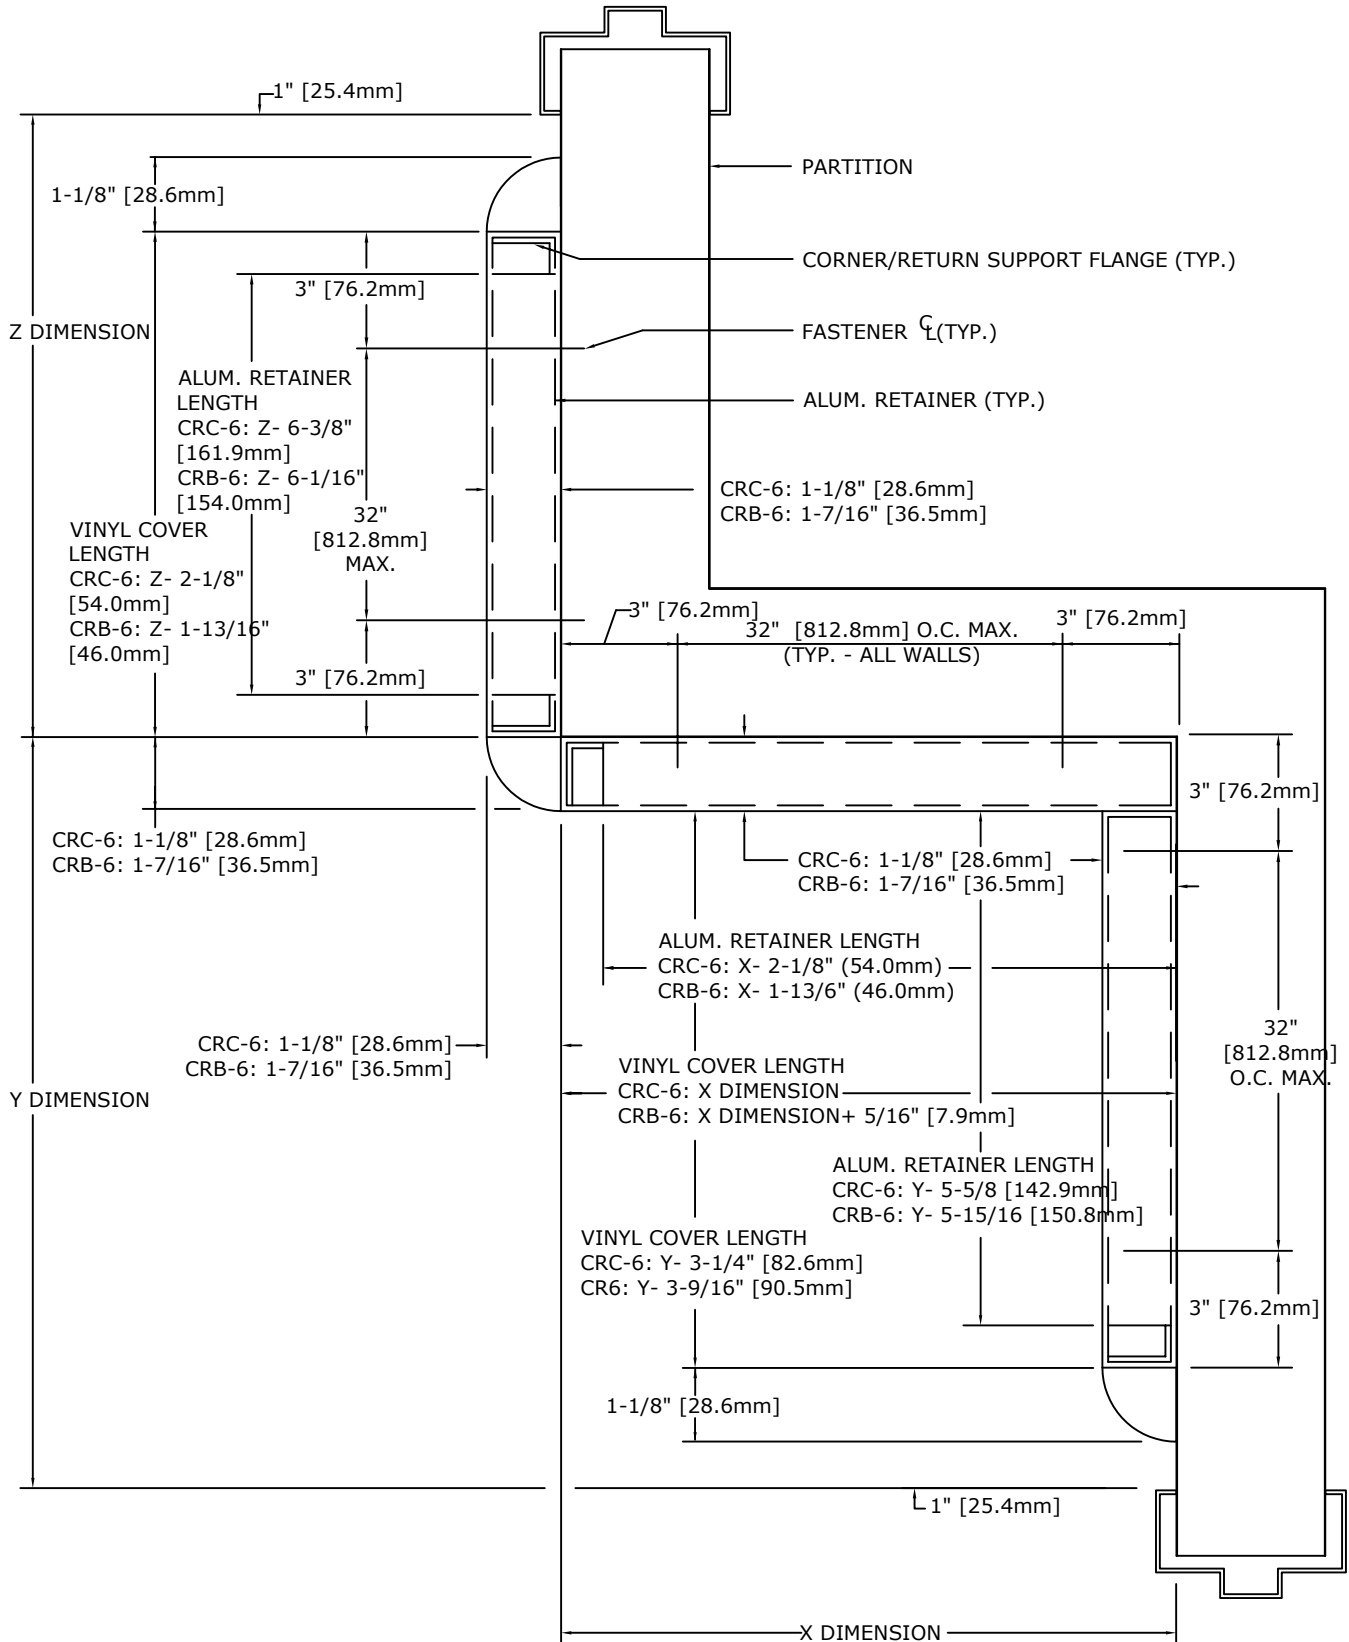 1" [25.4mm]
PARTITION
1-1/8" [28.6mm]
CORNER/RETURN SUPPORT FLANGE (TYP.)
3" [76.2mm]
Z DIMENSION
FASTENER ℄(TYP.)
ALUM. RETAINER
LENGTH
CRC-6: Z- 6-3/8"
[161.9mm]
CRB-6: Z- 6-1/16"
[154.0mm]
ALUM. RETAINER (TYP.)
CRC-6: 1-1/8" [28.6mm]
CRB-6: 1-7/16" [36.5mm]
32"
[812.8mm]
MAX.
VINYL COVER
LENGTH
CRC-6: Z- 2-1/8"
[54.0mm]
CRB-6: Z- 1-13/16"
[46.0mm]
3" [76.2mm]
32" [812.8mm] O.C. MAX.
(TYP. - ALL WALLS)
3" [76.2mm]
3" [76.2mm]
3" [76.2mm]
CRC-6: 1-1/8" [28.6mm]
CRB-6: 1-7/16" [36.5mm]
CRC-6: 1-1/8" [28.6mm]
CRB-6: 1-7/16" [36.5mm]
ALUM. RETAINER LENGTH
CRC-6: X- 2-1/8" (54.0mm)
CRB-6: X- 1-13/6" (46.0mm)
CRC-6: 1-1/8" [28.6mm]
CRB-6: 1-7/16" [36.5mm]
32"
[812.8mm]
O.C. MAX.
VINYL COVER LENGTH
CRC-6: X DIMENSION
CRB-6: X DIMENSION+ 5/16" [7.9mm]
Y DIMENSION
ALUM. RETAINER LENGTH
CRC-6: Y- 5-5/8 [142.9mm]
CRB-6: Y- 5-15/16 [150.8mm]
VINYL COVER LENGTH
CRC-6: Y- 3-1/4" [82.6mm]
CR6: Y- 3-9/16" [90.5mm]
3" [76.2mm]
1-1/8" [28.6mm]
1" [25.4mm]
X DIMENSION